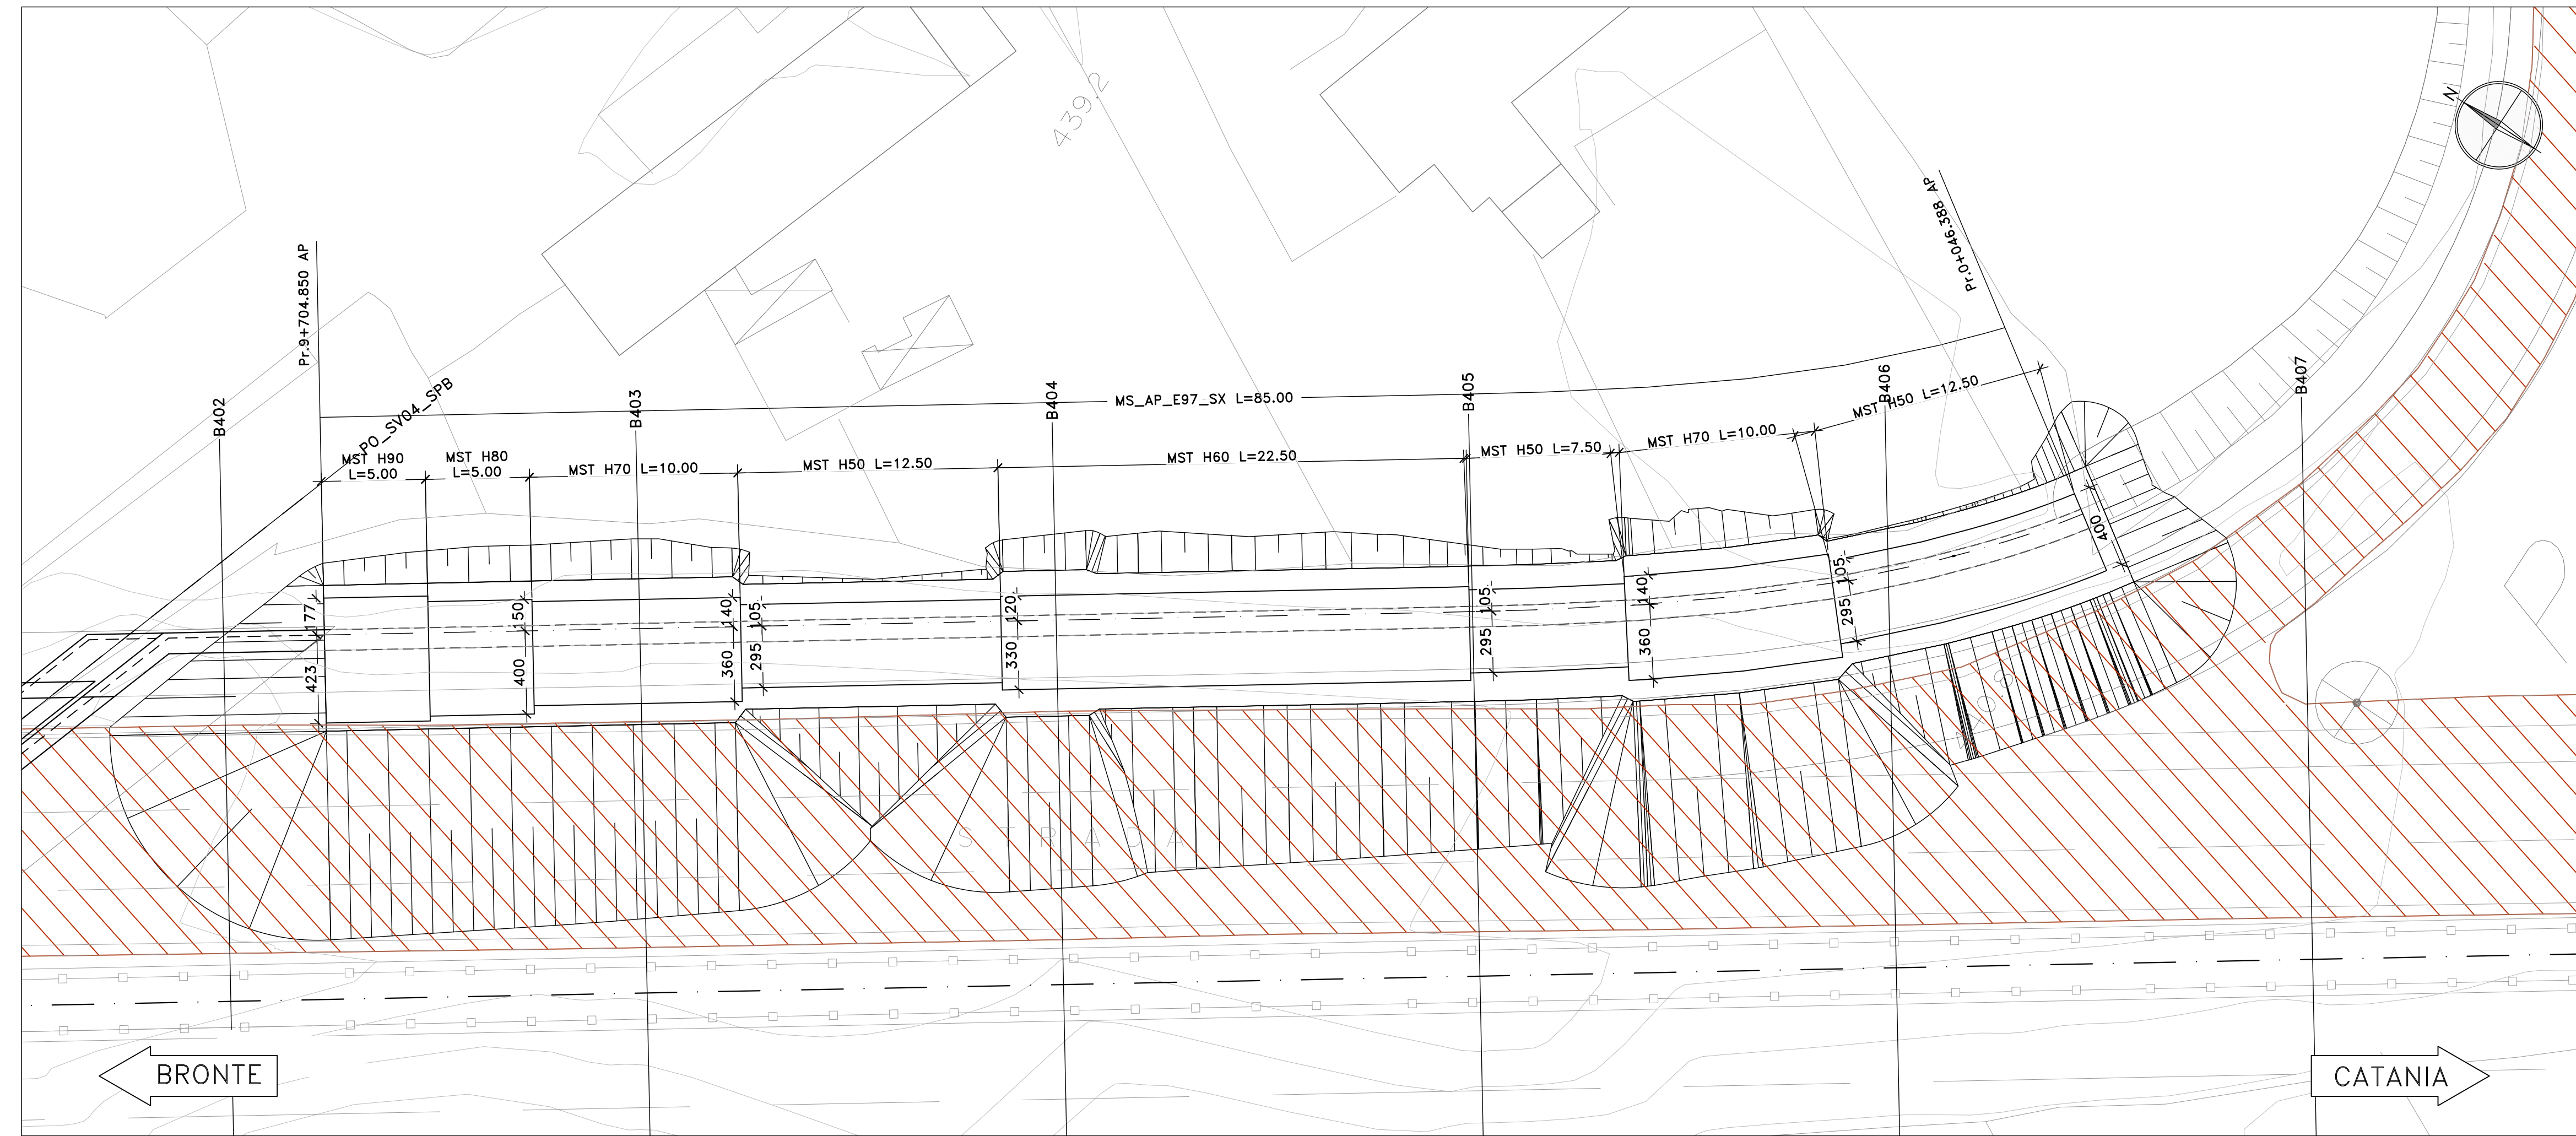 439.2
N
Pr.9+704.850 AP
Pr.0+046.388 AP
B402
B403
B404
B405
B406
B407
PO_SV04_SPB
MS_AP_E97_SX L=85.00
MST H90
L=5.00
MST H80
L=5.00
MST H70 L=10.00
MST H50 L=12.50
MST H60 L=22.50
MST H50 L=7.50
MST H70 L=10.00
MST H50 L=12.50
177
423
150
400
140
360
105
295
120
330
105
295
140
360
105
295
400
STRADA
BRONTE
CATANIA